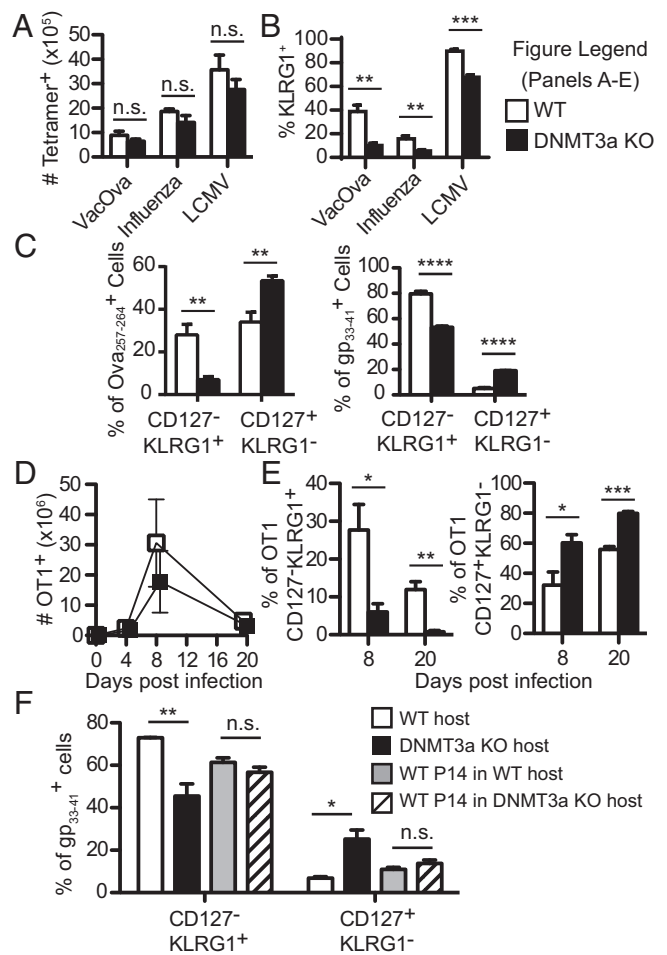 A
# Tetramer+ (x10^5)
50
40
30
20
10
0
n.s.
n.s.
n.s.
VacOva
Influenza
LCMV
B
% KLRG1+
100
80
60
40
20
0
**
**
***
VacOva
Influenza
LCMV
Figure Legend
(Panels A-E)
WT
DNMT3a KO
C
% of Ova257-264+ Cells
60
40
20
0
**
**
CD127-
KLRG1+
CD127+
KLRG1-
% of gp33-41+ Cells
100
80
60
40
20
0
****
****
CD127-
KLRG1+
CD127+
KLRG1-
D
# OT1+ (x10^6)
50
40
30
20
10
0
0 4 8 12 16 20
Days post infection
E
% of OT1
CD127-KLRG1+
40
30
20
10
0
*
**
8 20
% of OT1
CD127+KLRG1-
100
80
60
40
20
0
*
***
8 20
Days post infection
F
% of gp33-41+ cells
80
60
40
20
0
**
n.s.
*
n.s.
CD127-
KLRG1+
CD127+
KLRG1-
WT host
DNMT3a KO host
WT P14 in WT host
WT P14 in DNMT3a KO host